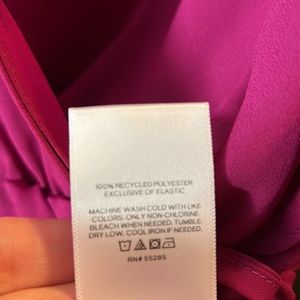 100% RECYCLED POLYESTER
EXCLUSIVE OF ELASTIC
MACHINE WASH COLD WITH LIKE
COLORS, ONLY NON-CHLORINE
BLEACH WHEN NEEDED, TUMBLE
DRY LOW, COOL IRON IF NEEDED.
RN# 55285